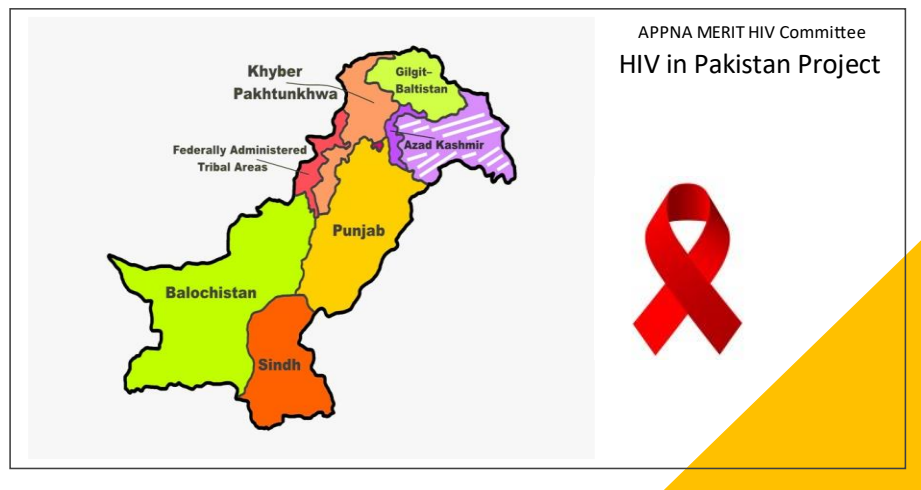 APPNA MERIT HIV Committee
HIV in Pakistan Project
Khyber
Pakhtunkhwa
Gilgit–
Baltistan
Azad Kashmir
Federally Administered
Tribal Areas
Punjab
Balochistan
Sindh